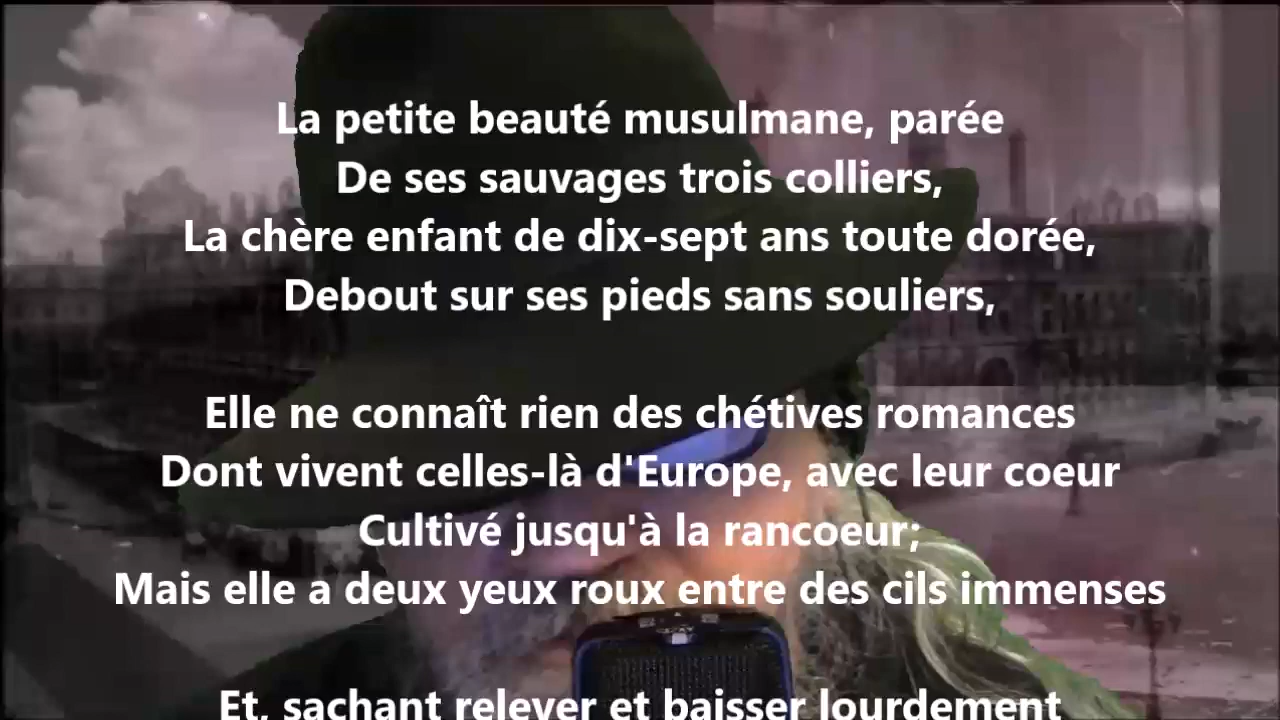 La petite beauté musulmane, parée
De ses sauvages trois colliers,
La chère enfant de dix-sept ans toute dorée,
Debout sur ses pieds sans souliers,
Elle ne connaît rien des chétives romances
Dont vivent celles-là d'Europe, avec leur coeur
Cultivé jusqu'à la rancoeur;
Mais elle a deux yeux roux entre des cils immenses
Et, sachant relever et baisser lourdement